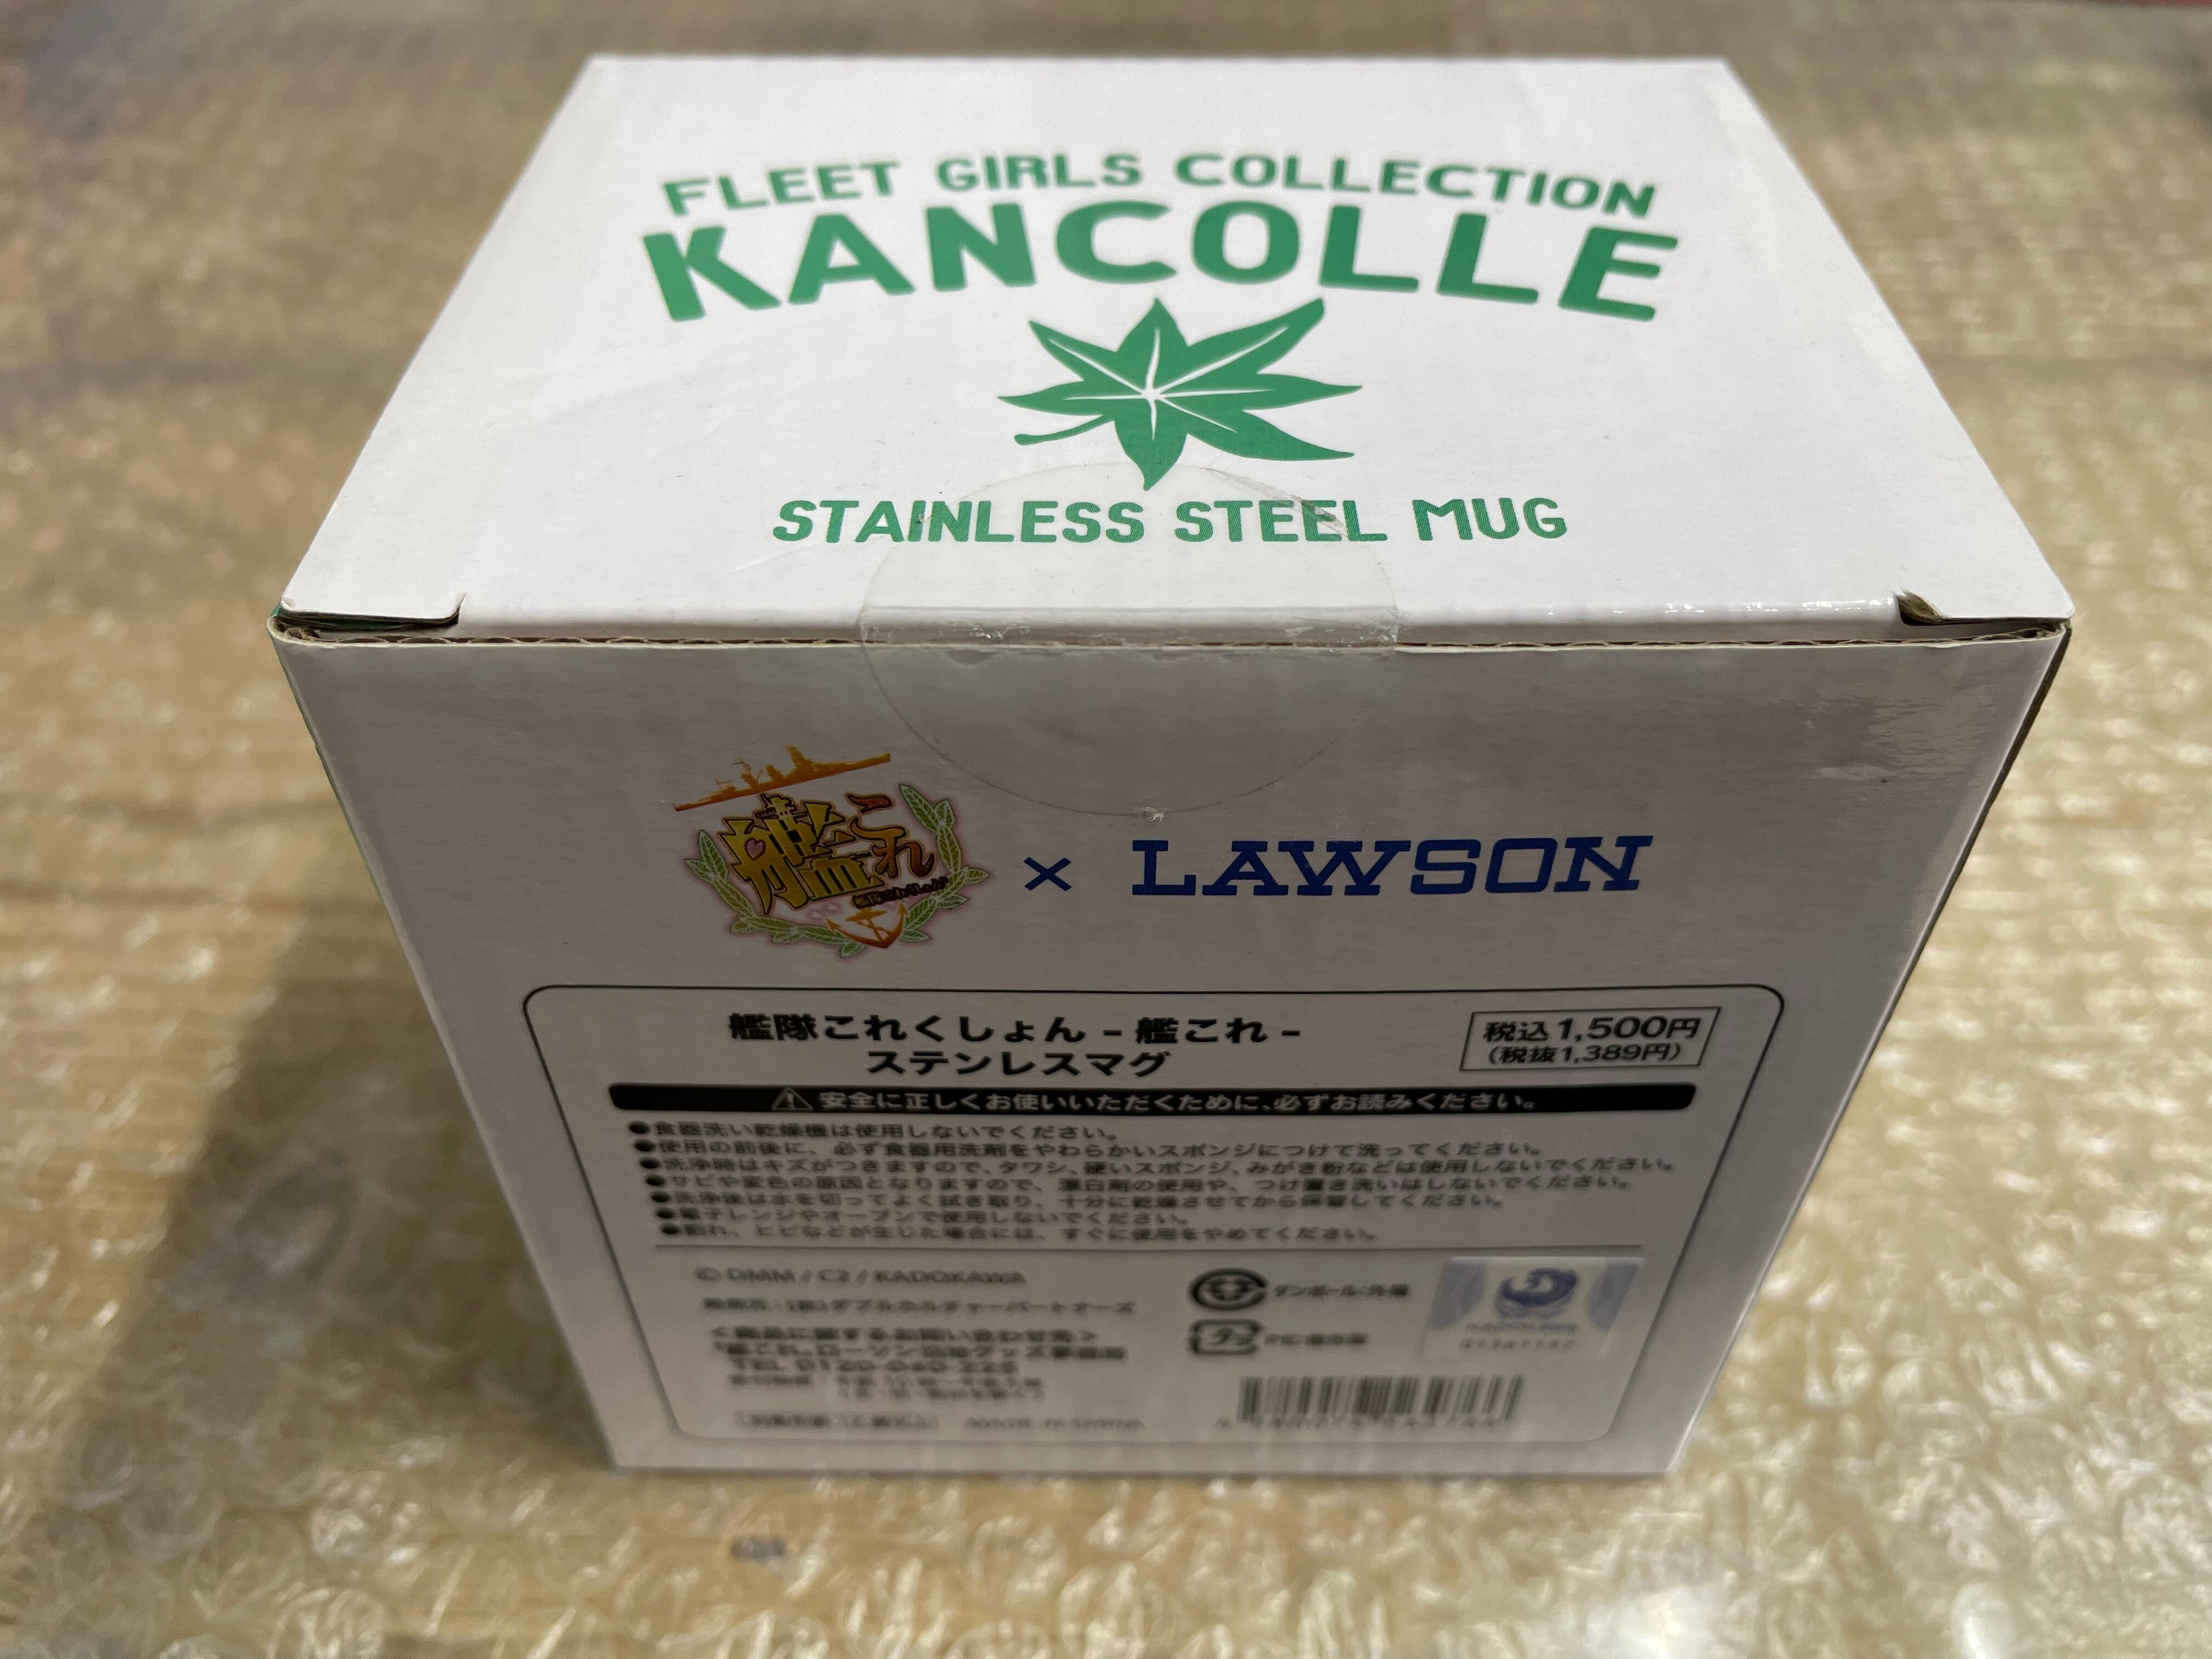 FLEET GIRLS COLLECTION
KANCOLLE
STAINLESS STEEL MUG
艦これ
× LAWSON
艦隊これくしょん - 艦これ -
ステンレスマグ
税込1,500円
(税抜1,389円)
安全に正しくお使いいただくために、必ずお読みください。
●食器洗い乾燥機は使用しないでください。
●使用の前後に、必ず食器用洗剤をやわらかいスポンジにつけて洗ってください。
●洗浄時はキズがつきますので、タワシ、硬いスポンジ、みがき粉などは使用しないでください。
●サビや変色の原因となりますので、漂白剤の使用や、つけ置き洗いはしないでください。
●洗浄後は水を切ってよく拭き取り、十分に乾燥させてから保管してください。
●電子レンジやオーブンで使用しないでください。
●割れ、ヒビなどが生じた場合には、すぐに使用をやめてください。
© DMM / C2 / KADOKAWA
ダンボール:外箱
プラ
KADOKAWA